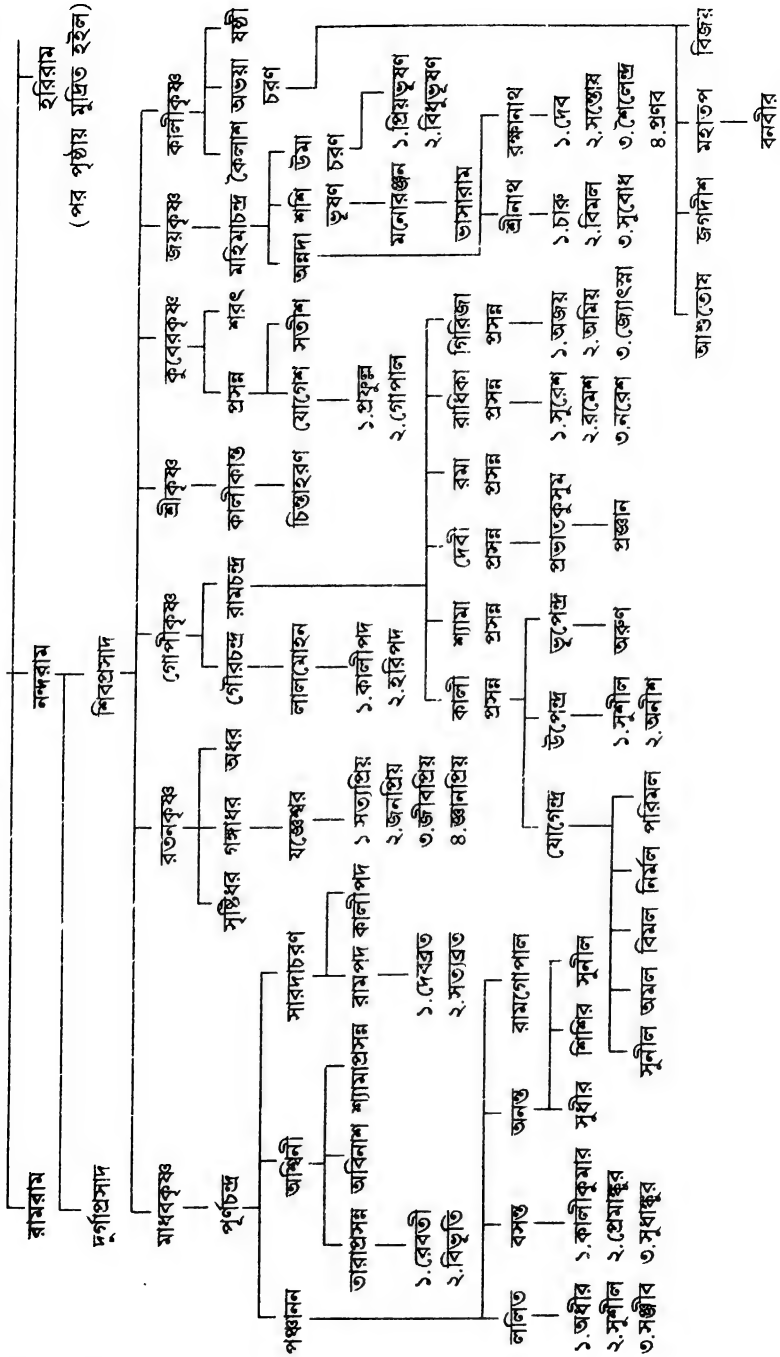 রামরাম নন্দরাম হরিরাম
(পর পৃষ্ঠায় মুদ্রিত হইল)
দুর্গাপ্রসাদ শিবপ্রসাদ
মাধবকৃষ্ণ রতনকৃষ্ণ গোপীকৃষ্ণ শ্রীকৃষ্ণ কুবেরকৃষ্ণ জয়কৃষ্ণ কালীকৃষ্ণ
পূর্ণচন্দ্র সৃষ্টিধর গঙ্গাধর অধর গৌরচন্দ্র রামচন্দ্র কালীকান্ত প্রসন্ন শরৎ মহিমাচন্দ্র কৈলাশ অভয়া ষষ্ঠী
চরণ
পঞ্চানন অশ্বিনী সারদাচরণ যজ্ঞেশ্বর লালমোহন চিন্তাহরণ যোগেশ সতীশ অন্নদা শশি উমা
ভূষণ চরণ
তারাপ্রসন্ন অবিনাশ শ্যামাপ্রসন্ন রামপদ কালীপদ
১ সত্যপ্রিয়
২.জনপ্রিয়
৩.জীবপ্রিয়
৪.জ্ঞানপ্রিয়
১.কালীপদ
২.হরিপদ
১.প্রফুল্ল
২.গোপাল
মনোরঞ্জন
১.প্রিয়ভূষণ
২.বিধুভূষণ
১.রেবতী
২.বিভূতি
১.দেবব্রত
২.সত্যব্রত
কালী শ্যামা দেবী রমা রাধিকা গিরিজা
প্রসন্ন প্রসন্ন প্রসন্ন প্রসন্ন প্রসন্ন প্রসন্ন
ভাসারাম
শ্রীনাথ রক্ষানাথ
ললিত বসন্ত অনন্ত রামগোপাল
যোগেন্দ্র উপেন্দ্র ভূপেন্দ্র
প্রভাতকুসুম
১.সুরেশ
২.রমেশ
৩.নরেশ
১.অজয়
২.অমিয়
৩.জ্যোৎস্না
১.চারু
২.বিমল
৩.সুবোধ
১.দেব
২.সন্তোষ
৩.শৈলেন্দ্র
৪.প্রণব
১.অধীর
২.সুশীল
৩.সঞ্জীব
১.কালীকুমার
২.প্রেমাঙ্কুর
৩.সুধাঙ্কুর
সুধীর শিশির সুনীল
১.সুশীল
২.অনীশ
অরুণ
প্রজ্ঞান
সুনীল অমল বিমল নির্মল পরিমল
আশুতোষ জগদীশ মহাতপ বিজয়
বনবীর